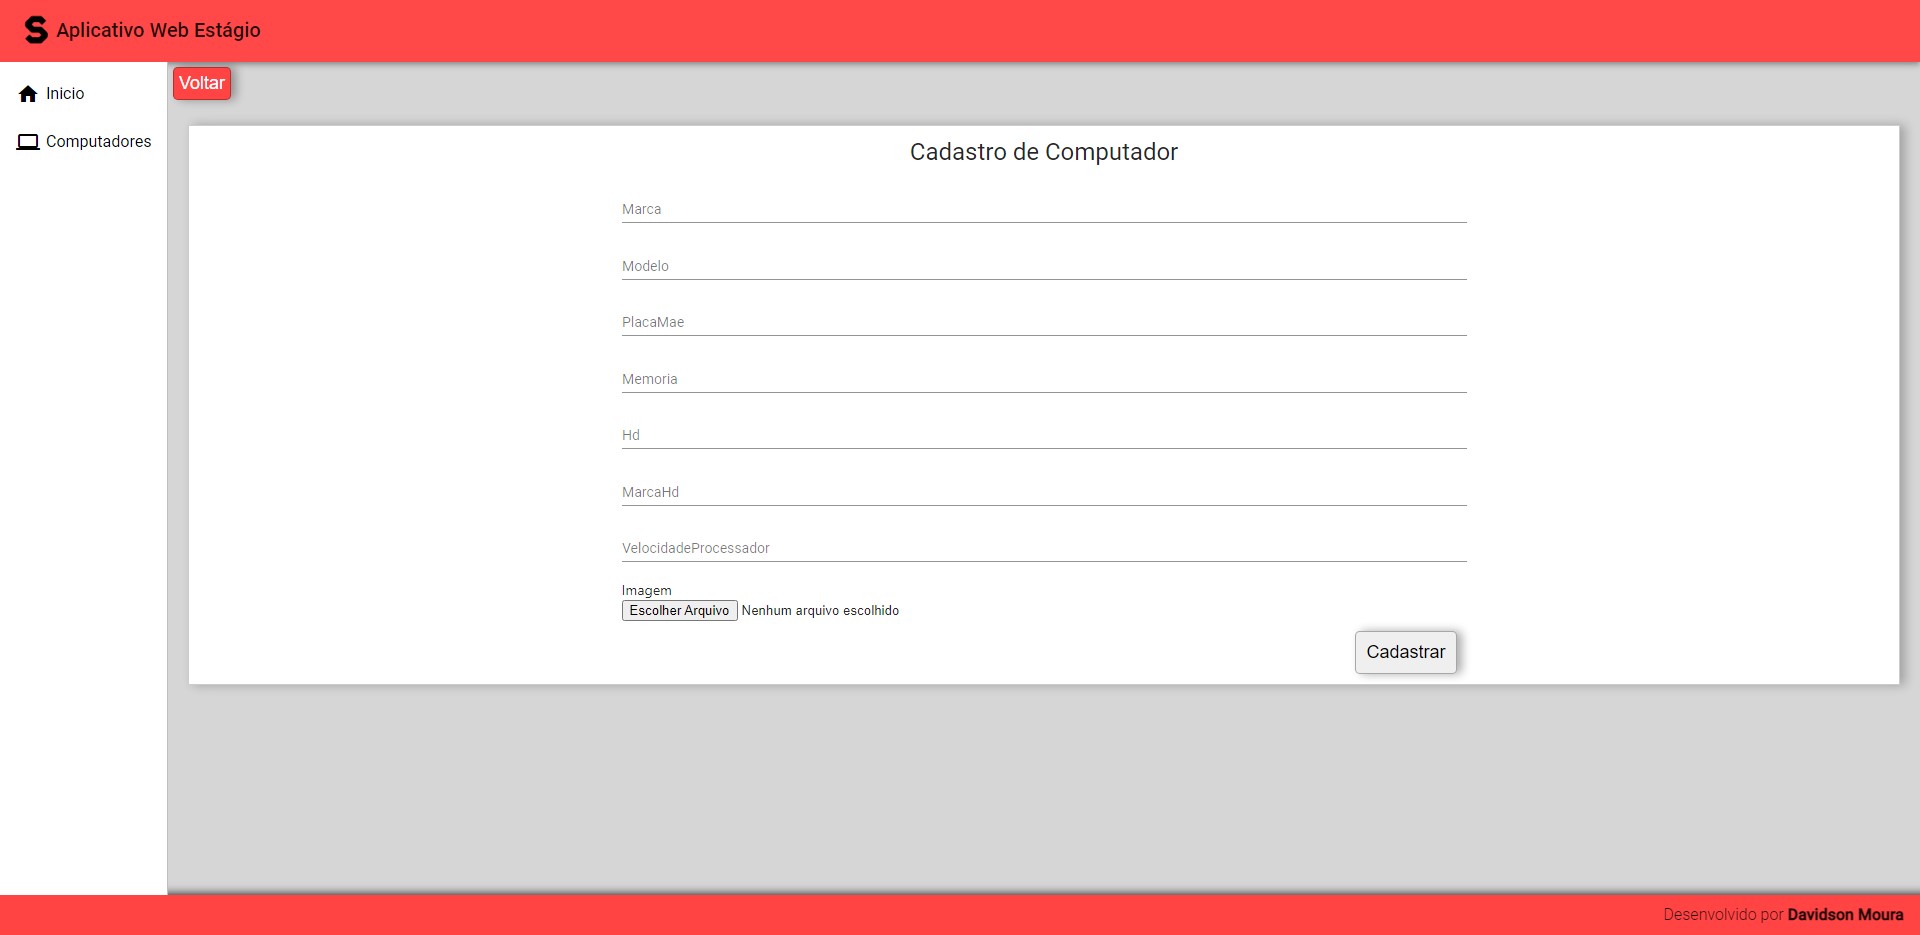 S Aplicativo Web Estágio
Inicio
Computadores
Voltar
Cadastro de Computador
Marca
Modelo
PlacaMae
Memoria
Hd
MarcaHd
VelocidadeProcessador
Imagem
Escolher Arquivo Nenhum arquivo escolhido
Cadastrar
Desenvolvido por Davidson Moura